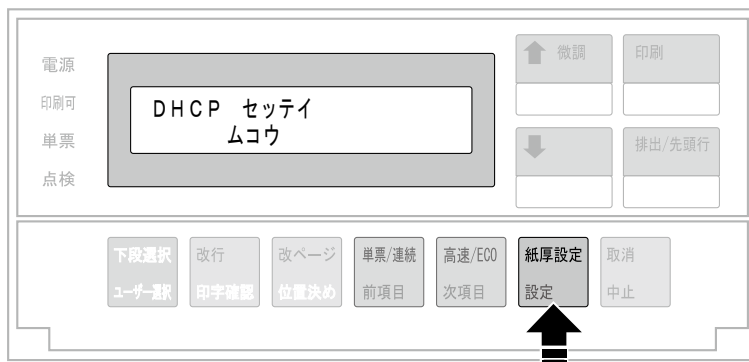 電源
印刷可
単票
点検
DHCP セッテイ
ムコウ
微調
印刷
排出/先頭行
下段選択
ユーザー選択
改行
印字確認
改ページ
位置決め
単票/連続
前項目
高速/ECO
次項目
紙厚設定
設定
取消
中止